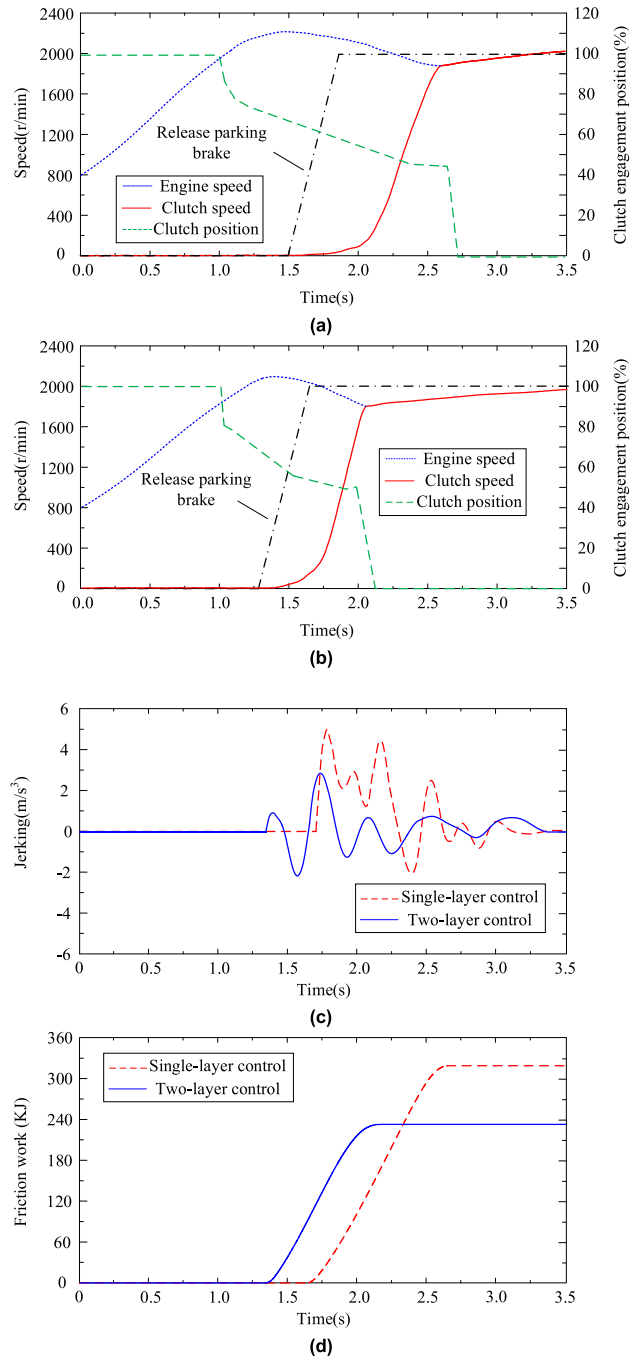 2400
2000
1600
1200
800
400
0
Speed(r/min)
120
100
80
60
40
20
0
Clutch engagement position(%)
Release parking
brake
Engine speed
Clutch speed
Clutch position
0.0 0.5 1.0 1.5 2.0 2.5 3.0 3.5
Time(s)
(a)
2400
2000
1600
1200
800
400
0
Speed(r/min)
120
100
80
60
40
20
0
Clutch engagement position(%)
Release parking
brake
Engine speed
Clutch speed
Clutch position
0.0 0.5 1.0 1.5 2.0 2.5 3.0 3.5
Time(s)
(b)
6
4
2
0
-2
-4
-6
Jerking(m/s³)
Single-layer control
Two-layer control
0 0.5 1.0 1.5 2.0 2.5 3.0 3.5
Time(s)
(c)
360
300
240
180
120
60
0
Friction work (KJ)
Single-layer control
Two-layer control
0.0 0.5 1.0 1.5 2.0 2.5 3.0 3.5
Time(s)
(d)